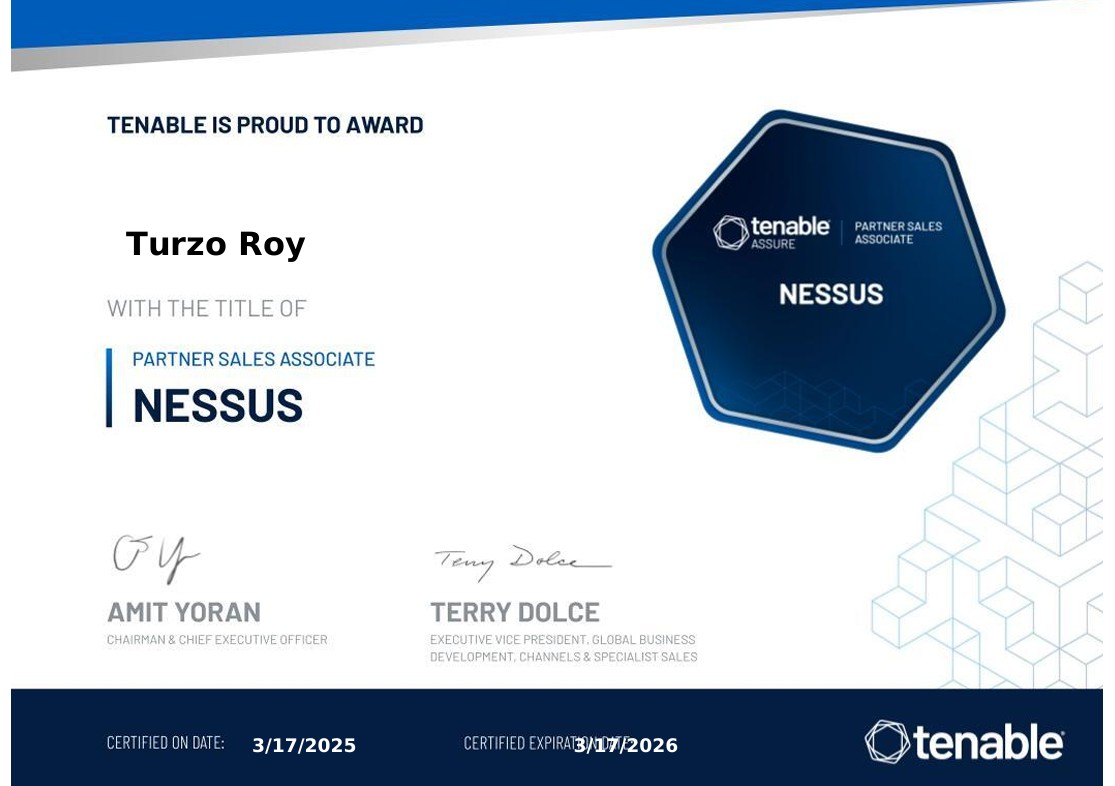 TENABLE IS PROUD TO AWARD
Turzo Roy
WITH THE TITLE OF
PARTNER SALES ASSOCIATE
NESSUS
tenable
ASSURE
PARTNER SALES
ASSOCIATE
NESSUS
Terry Dolce
AMIT YORAN
CHAIRMAN & CHIEF EXECUTIVE OFFICER
TERRY DOLCE
EXECUTIVE VICE PRESIDENT, GLOBAL BUSINESS
DEVELOPMENT, CHANNELS & SPECIALIST SALES
CERTIFIED ON DATE: 3/17/2025
CERTIFIED EXPIRATION DATE: 3/17/2026
tenable